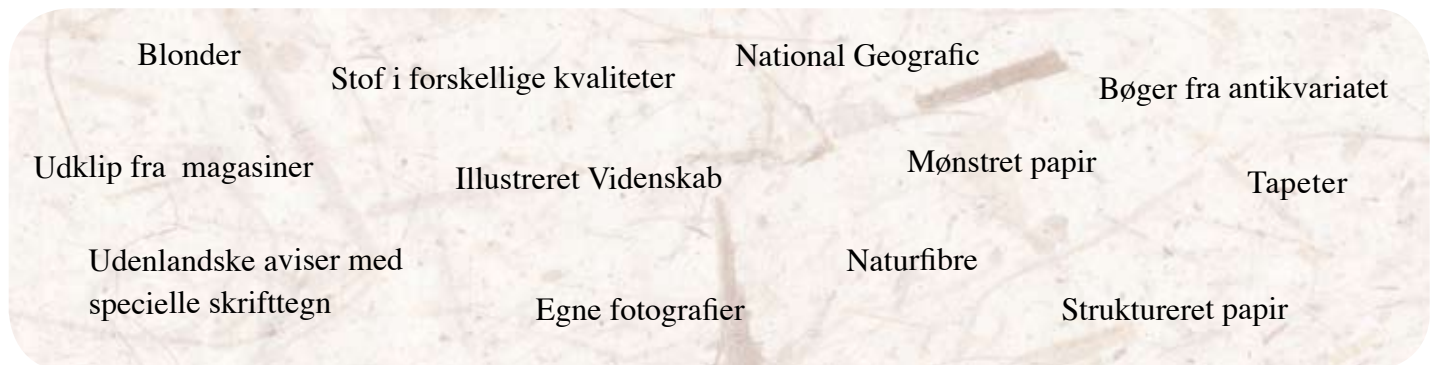 Blonder
Stof i forskellige kvaliteter
National Geografic
Bøger fra antikvariatet
Udklip fra  magasiner
Illustreret Videnskab
Mønstret papir
Tapeter
Udenlandske aviser med
specielle skrifttegn
Egne fotografier
Naturfibre
Struktureret papir